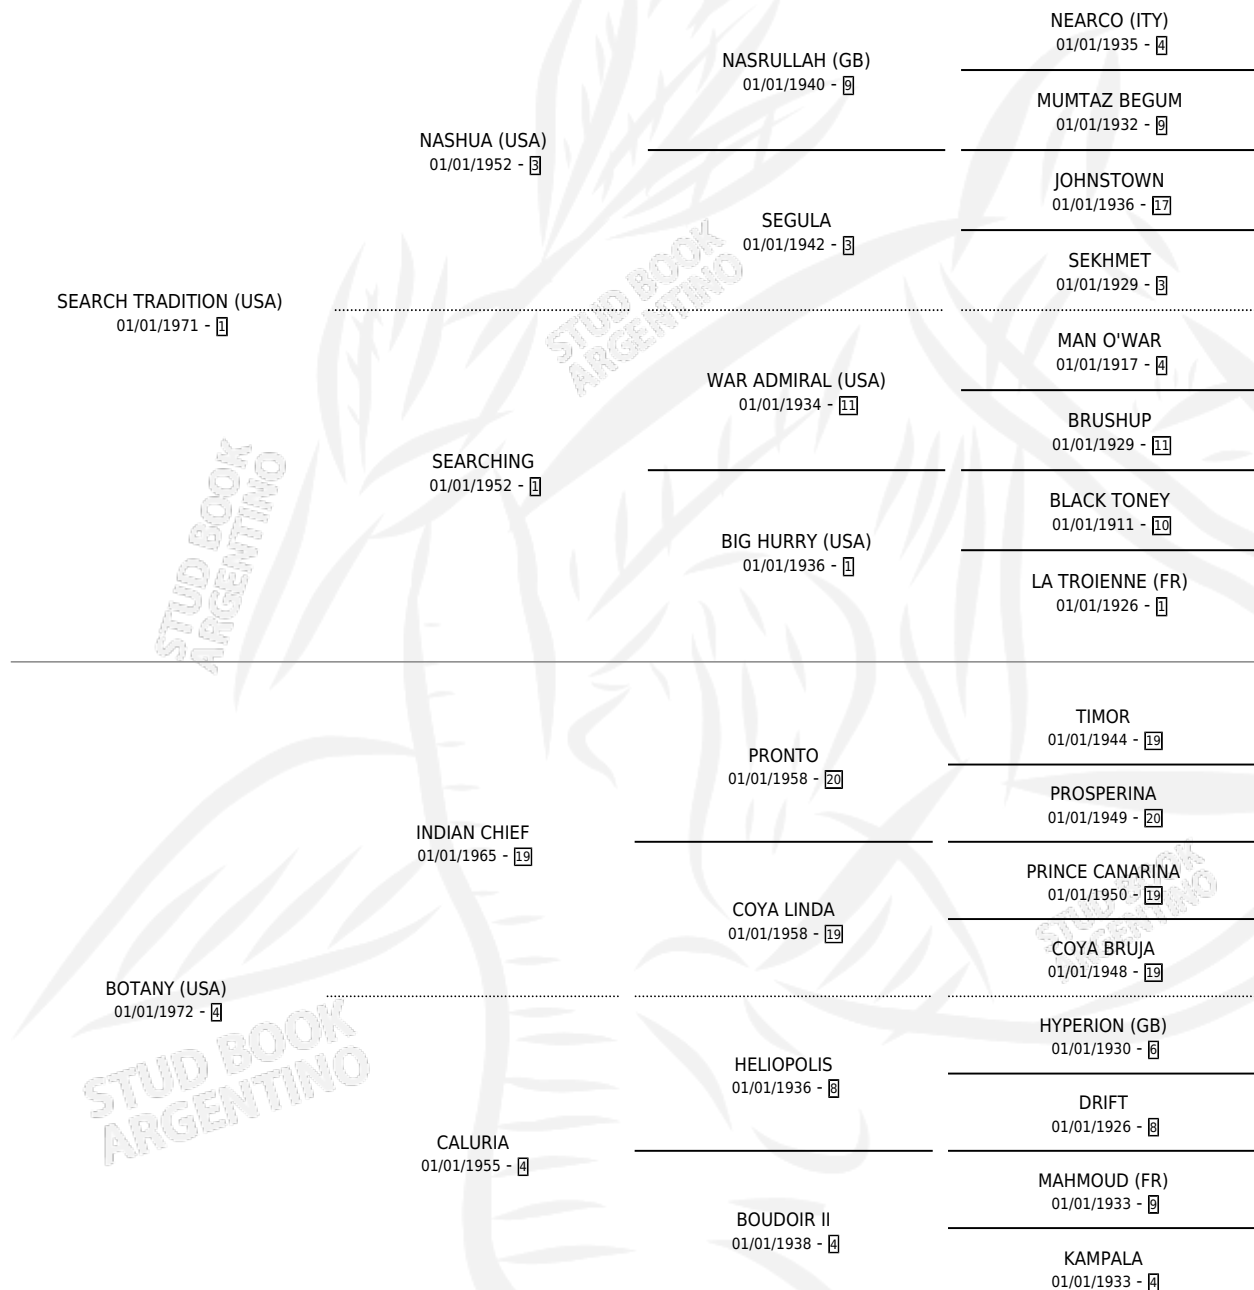 NEARCO (ITY)
01/01/1935 - 4
NASRULLAH (GB)
01/01/1940 - 9
MUMTAZ BEGUM
01/01/1932 - 9
NASHUA (USA)
01/01/1952 - 3
JOHNSTOWN
01/01/1936 - 17
SEGULA
01/01/1942 - 3
SEKHMET
01/01/1929 - 3
SEARCH TRADITION (USA)
01/01/1971 - 1
MAN O'WAR
01/01/1917 - 4
WAR ADMIRAL (USA)
01/01/1934 - 11
BRUSHUP
01/01/1929 - 11
SEARCHING
01/01/1952 - 1
BLACK TONEY
01/01/1911 - 10
BIG HURRY (USA)
01/01/1936 - 1
LA TROIENNE (FR)
01/01/1926 - 1
TIMOR
01/01/1944 - 19
PRONTO
01/01/1958 - 20
PROSPERINA
01/01/1949 - 20
INDIAN CHIEF
01/01/1965 - 19
PRINCE CANARINA
01/01/1950 - 19
COYA LINDA
01/01/1958 - 19
COYA BRUJA
01/01/1948 - 19
BOTANY (USA)
01/01/1972 - 4
HYPERION (GB)
01/01/1930 - 6
HELIOPOLIS
01/01/1936 - 8
DRIFT
01/01/1926 - 8
CALURIA
01/01/1955 - 4
MAHMOUD (FR)
01/01/1933 - 9
BOUDOIR II
01/01/1938 - 4
KAMPALA
01/01/1933 - 4
STUD BOOK
ARGENTINO
STUD BOOK
ARGENTINO
STUD BOOK
ARGENTINO
STUD BOOK
ARGENTINO